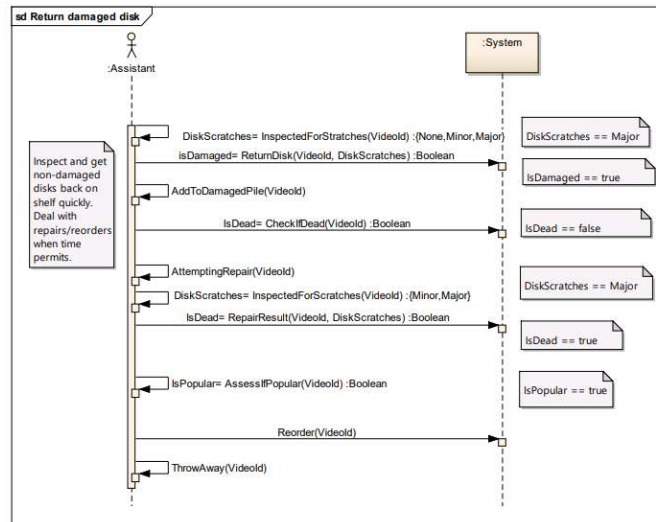 sd Return damaged disk
:Assistant
:System
DiskScratches= InspectedForStratches(VideoId) :{None,Minor,Major}
DiskScratches == Major
Inspect and get
non-damaged
disks back on
shelf quickly.
Deal with
repairs/reorders
when time
permits.
isDamaged= ReturnDisk(VideoId, DiskScratches) :Boolean
IsDamaged == true
AddToDamagedPile(VideoId)
IsDead= CheckIfDead(VideoId) :Boolean
IsDead == false
AttemptingRepair(VideoId)
DiskScratches= InspectedForScratches(VideoId) :{Minor,Major}
DiskScratches == Major
IsDead= RepairResult(VideoId, DiskScratches) :Boolean
IsDead == true
IsPopular= AssessIfPopular(VideoId) :Boolean
IsPopular == true
Reorder(VideoId)
ThrowAway(VideoId)